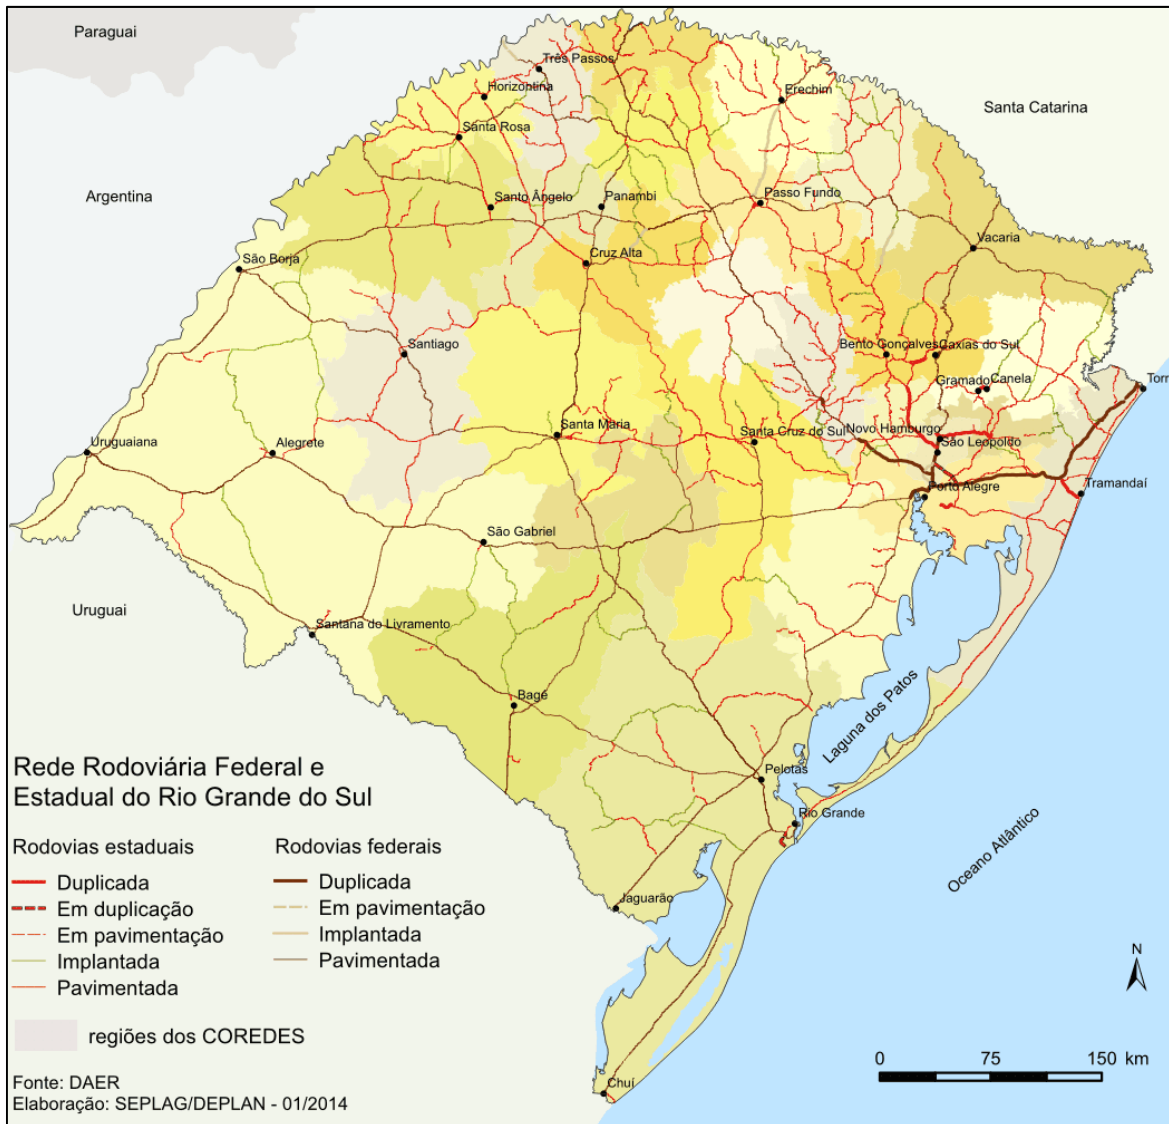 Paraguai
Três Passos
Horizontina
Erechim
Santa Catarina
Santa Rosa
Argentina
Santo Ângelo
Panambi
Passo Fundo
Vacaria
São Borja
Cruz Alta
Santiago
Bento Gonçalves
Caxias do Sul
Gramado
Canela
Torr
Uruguaiana
Alegrete
Santa Maria
Santa Cruz do Sul
Novo Hamburgo
São Leopoldo
Porto Alegre
Tramandaí
São Gabriel
Uruguai
Santana do Livramento
Bagé
Laguna dos Patos
Pelotas
Rio Grande
Oceano Atlântico
Jaguarão
Chuí
Rede Rodoviária Federal e
Estadual do Rio Grande do Sul
Rodovias estaduais
Duplicada
Em duplicação
Em pavimentação
Implantada
Pavimentada
Rodovias federais
Duplicada
Em pavimentação
Implantada
Pavimentada
regiões dos COREDES
Fonte: DAER
Elaboração: SEPLAG/DEPLAN - 01/2014
N
0 75 150 km